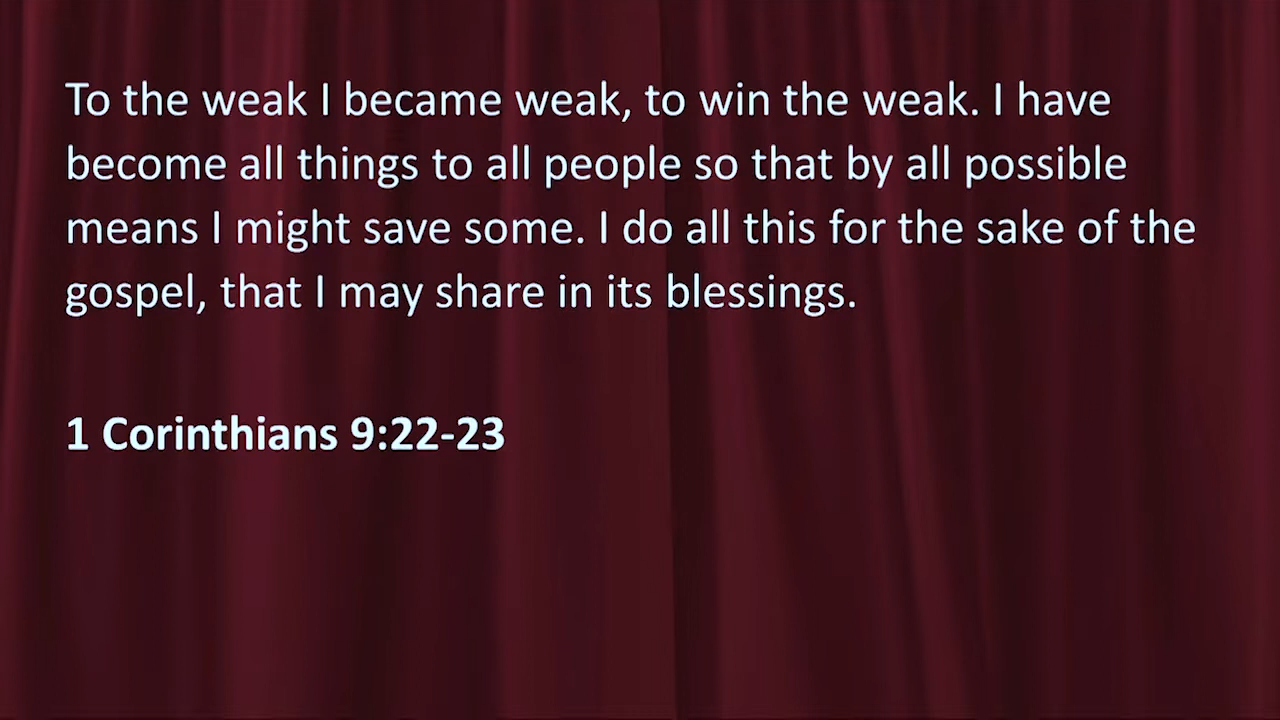 To the weak I became weak, to win the weak. I have
become all things to all people so that by all possible
means I might save some. I do all this for the sake of the
gospel, that I may share in its blessings.
1 Corinthians 9:22-23